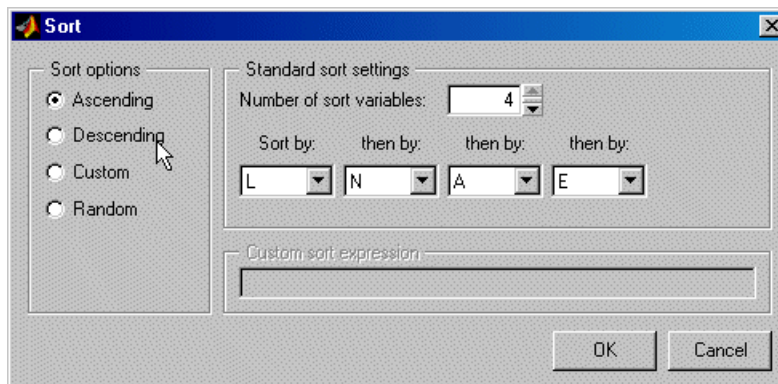 Sort
Sort options
Ascending
Descending
Custom
Random
Standard sort settings
Number of sort variables: 4
Sort by: then by: then by: then by:
L N A E
Custom sort expression
OK Cancel